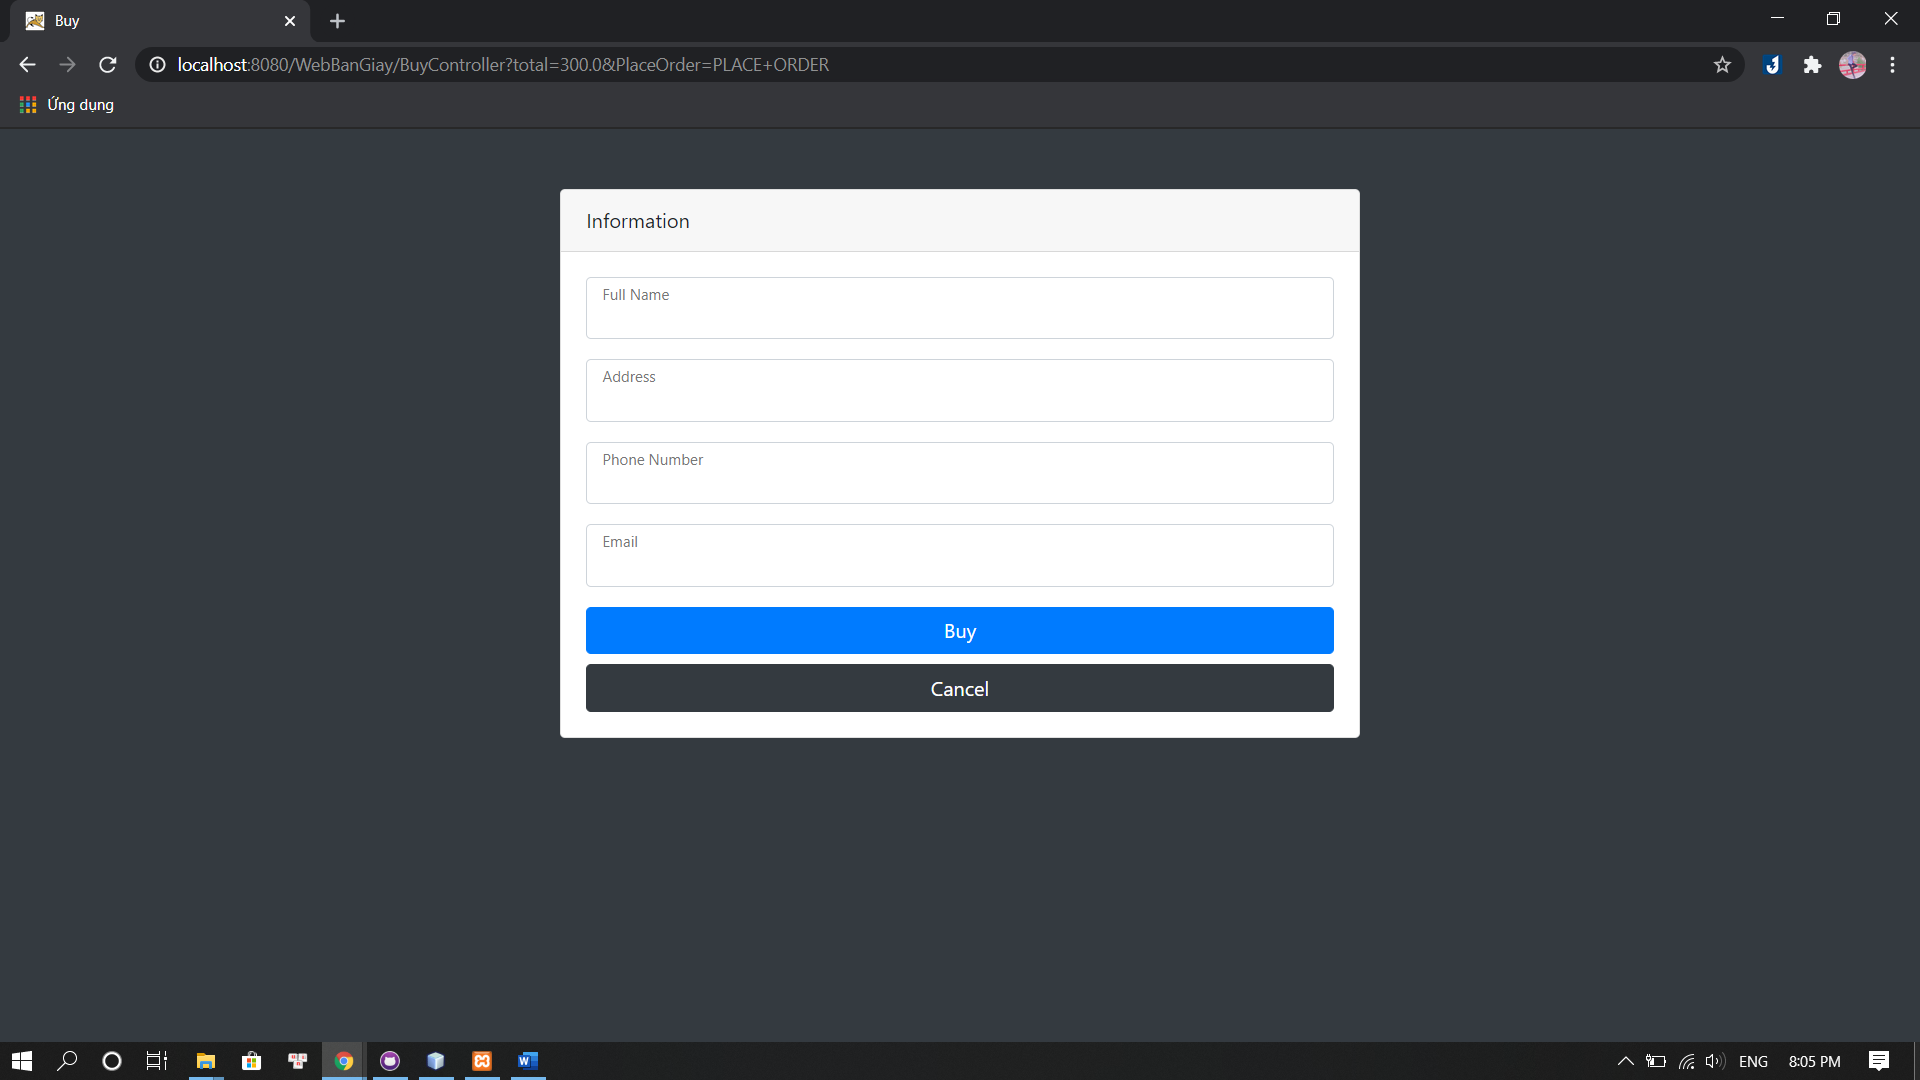 Buy
localhost:8080/WebBanGiay/BuyController?total=300.0&PlaceOrder=PLACE+ORDER
Ứng dụng
Information
Full Name
Address
Phone Number
Email
Buy
Cancel
ENG
8:05 PM